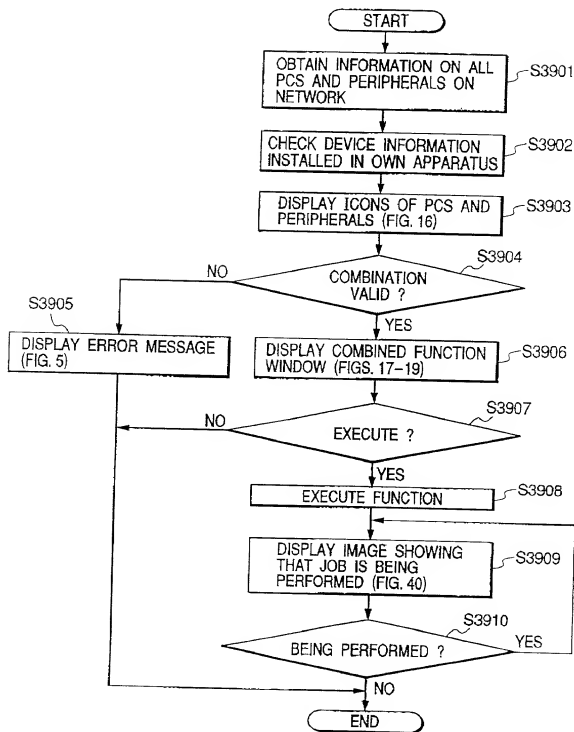 START
OBTAIN INFORMATION ON ALL
PCS AND PERIPHERALS ON
NETWORK
S3901
CHECK DEVICE INFORMATION
INSTALLED IN OWN APPARATUS
S3902
DISPLAY ICONS OF PCS AND
PERIPHERALS (FIG. 16)
S3903
S3904
COMBINATION
VALID ?
NO
YES
S3905
DISPLAY ERROR MESSAGE
(FIG. 5)
DISPLAY COMBINED FUNCTION
WINDOW (FIGS. 17-19)
S3906
S3907
EXECUTE ?
NO
YES
EXECUTE FUNCTION
S3908
DISPLAY IMAGE SHOWING
THAT JOB IS BEING
PERFORMED (FIG. 40)
S3909
S3910
BEING PERFORMED ?
YES
NO
END